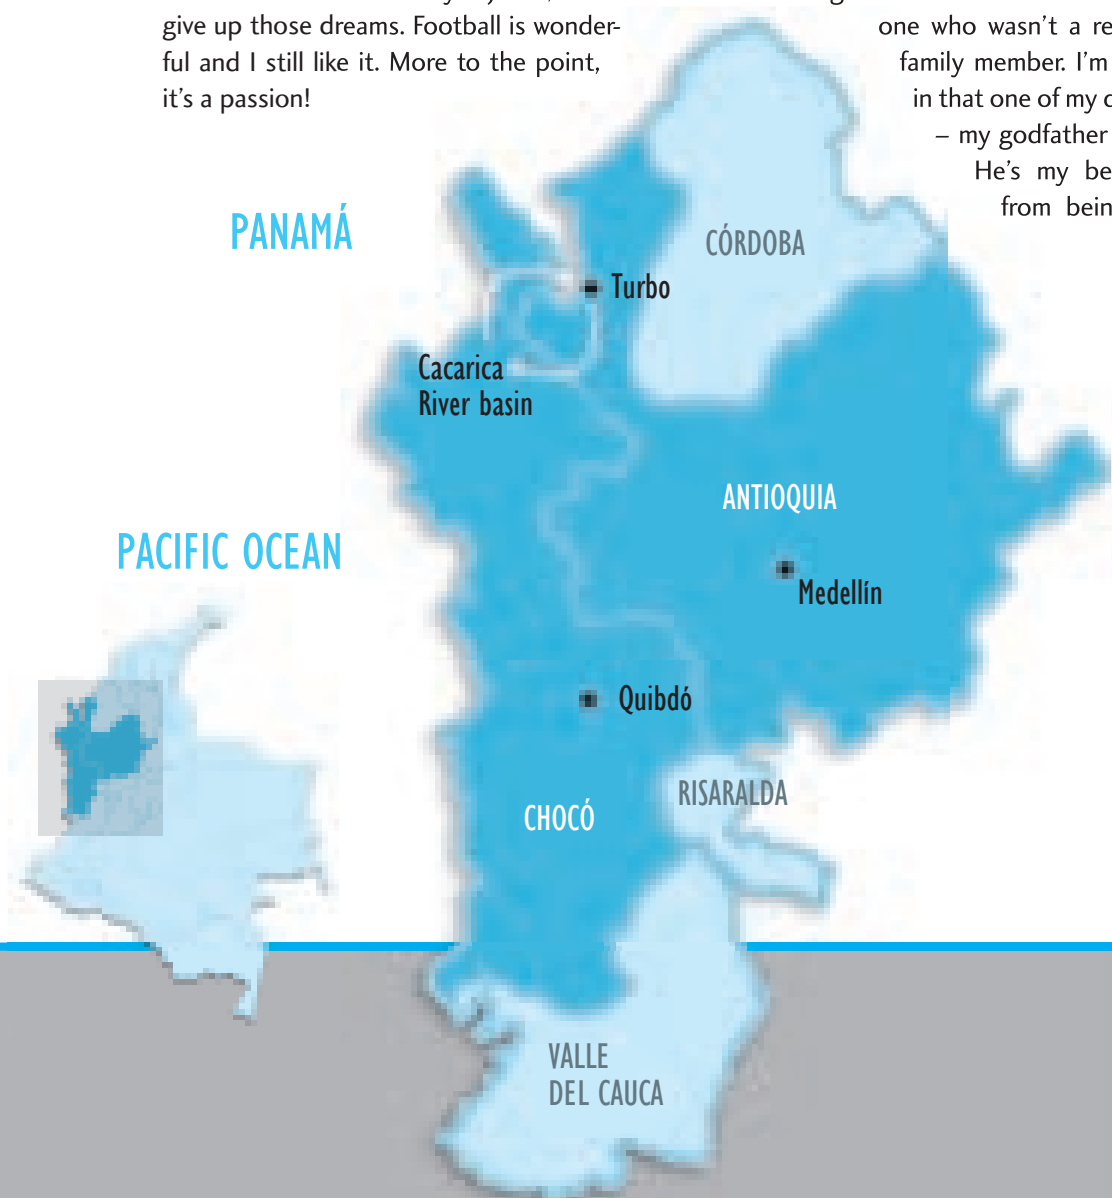 give up those dreams. Football is wonder-
ful and I still like it. More to the point,
it's a passion!
one who wasn't a
family member. I'm
in that one of my
– my godfather
He's my
from
PANAMÁ
CÓRDOBA
Turbo
Cacarica
River basin
ANTIOQUIA
PACIFIC OCEAN
Medellín
Quibdó
RISARALDA
CHOCÓ
VALLE
DEL CAUCA